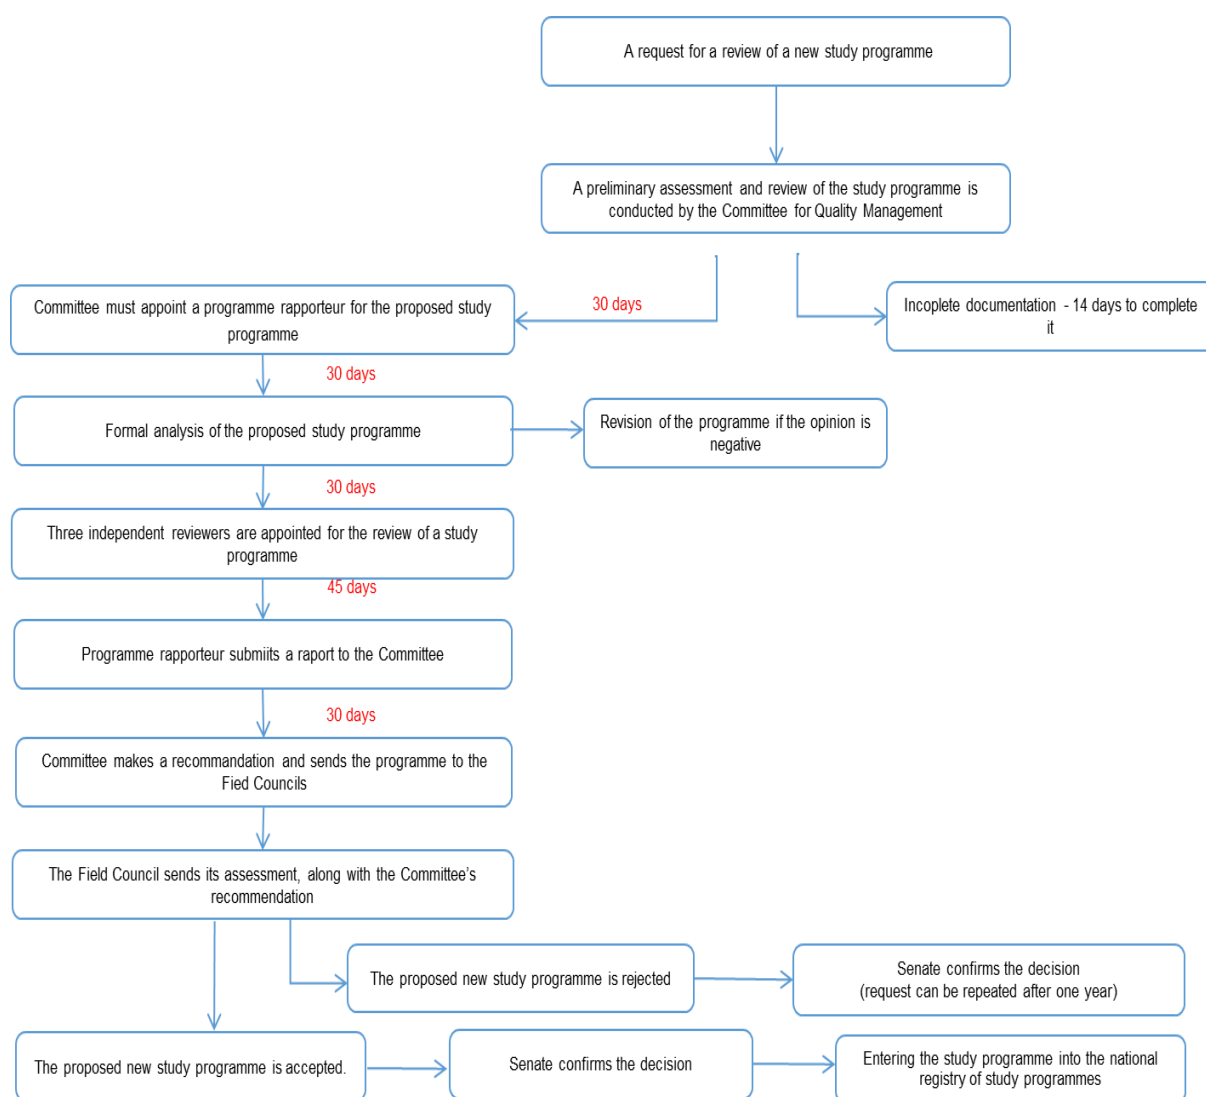 A request for a review of a new study programme
A preliminary assessment and review of the study programme is
conducted by the Committee for Quality Management
Committee must appoint a programme rapporteur for the proposed study
programme
30 days
Incoplete documentation - 14 days to complete
it
30 days
Formal analysis of the proposed study programme
Revision of the programme if the opinion is
negative
30 days
Three independent reviewers are appointed for the review of a study
programme
45 days
Programme rapporteur submiits a raport to the Committee
30 days
Committee makes a recommandation and sends the programme to the
Fied Councils
The Field Council sends its assessment, along with the Committee's
recommendation
The proposed new study programme is rejected
Senate confirms the decision
(request can be repeated after one year)
The proposed new study programme is accepted.
Senate confirms the decision
Entering the study programme into the national
registry of study programmes